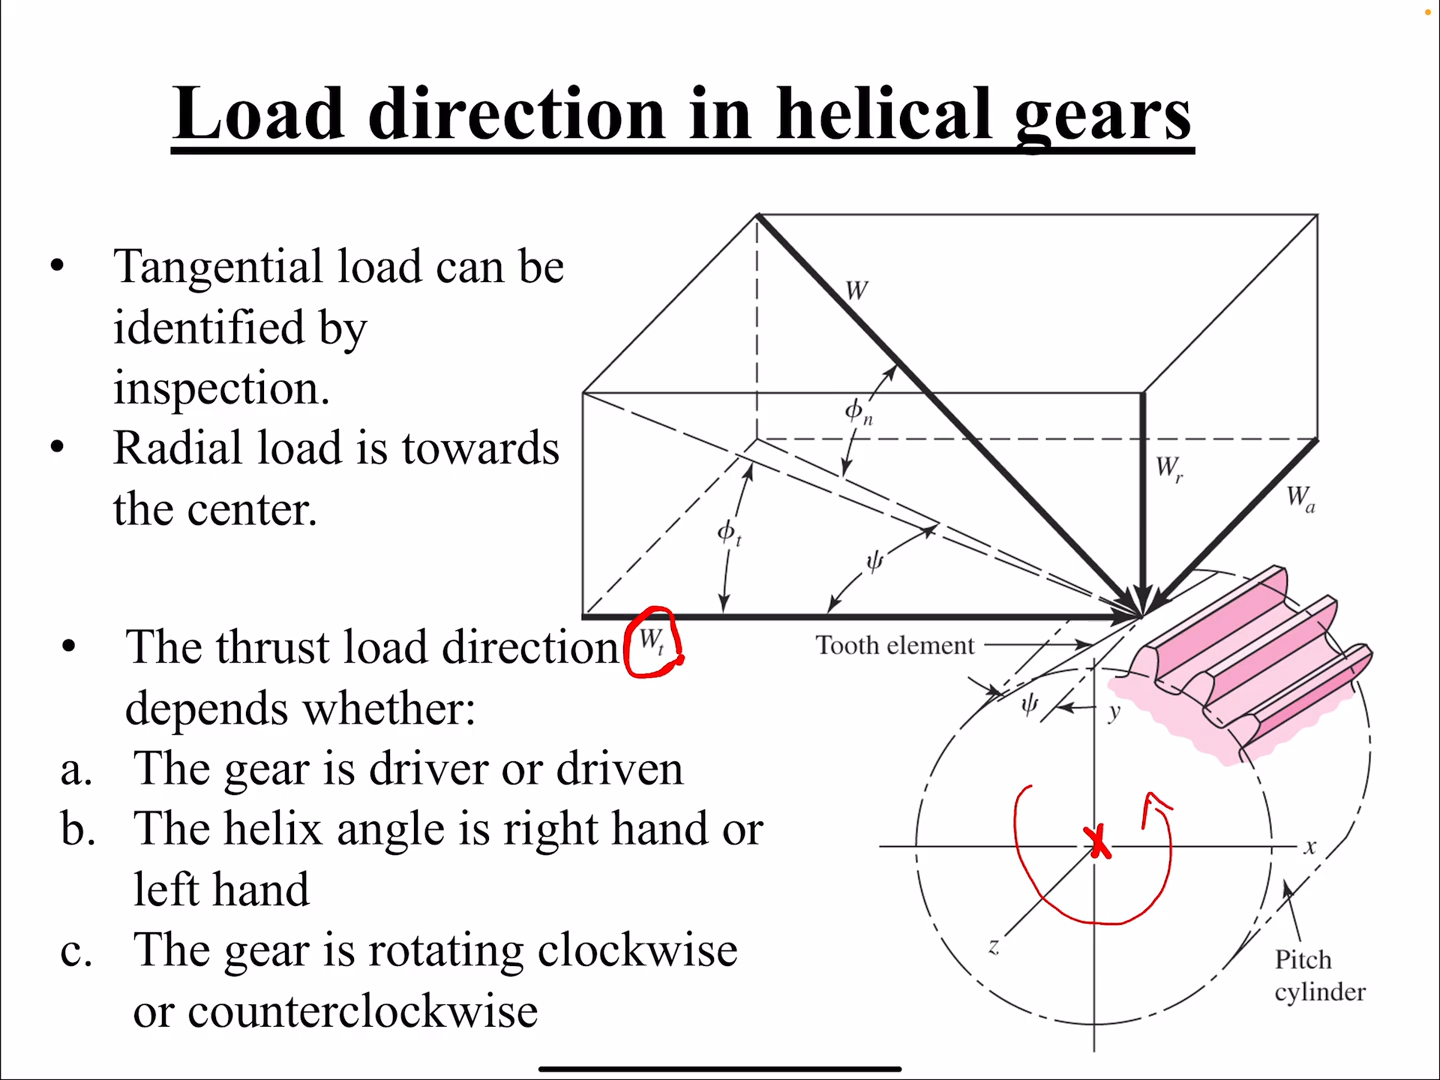 Load direction in helical gears
• Tangential load can be
identified by
inspection.
• Radial load is towards
the center.
• The thrust load direction
depends whether:
a. The gear is driver or driven
b. The helix angle is right hand or
left hand
c. The gear is rotating clockwise
or counterclockwise
W
ϕn
Wr
Wa
ϕt
ψ
Wt
Tooth element
ψ
y
x
z
Pitch
cylinder